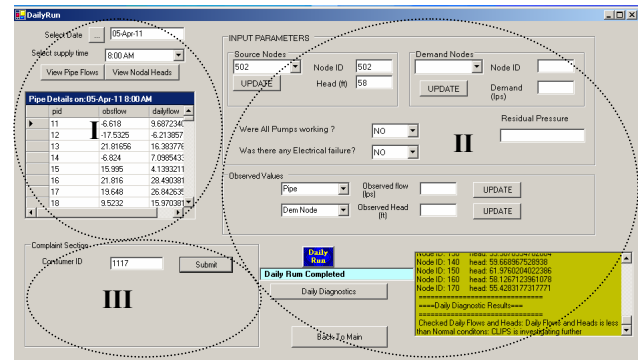 DailyRun
Select Date
...
05-Apr-11
Select supply time
8:00 AM
View Pipe Flows
View Nodal Heads
Pipe Details on:05-Apr-11 8:00 AM
pid obsflow dailyflow
11 -6.618 9.6872340
12 -17.5325 -6.213857
13 21.81656 16.383776
14 -6.824 7.0985433
15 15.995 4.1393211
16 21.816 28.490381
17 19.648 26.842635
18 9.5232 15.970381
I
INPUT PARAMETERS
Source Nodes
502
Node ID 502
UPDATE
Head (ft) 58
Demand Nodes
Node ID
UPDATE
Demand
(lps)
Residual Pressure
Were All Pumps working ? NO
Was there any Electrical failure? NO
II
Observed Values
Pipe
Observed flow
(lps)
UPDATE
Dem Node
Observed Head
(ft)
UPDATE
Complaint Section
Consumer ID 1117
Submit
III
Daily
Run
Daily Rum Completed
Daily Diagnostics
Back To Main
Node ID: 140 head: 59.668967528938
Node ID: 150 head: 61.9760204022386
Node ID: 160 head: 58.1267123961078
Node ID: 170 head: 55.4283177317771
================================
====Daily Diagnostic Results===
================================
Checked Daily Flows and Heads: Daily Flows and Heads is less
than Normal conditons: CLIPS is investigating further